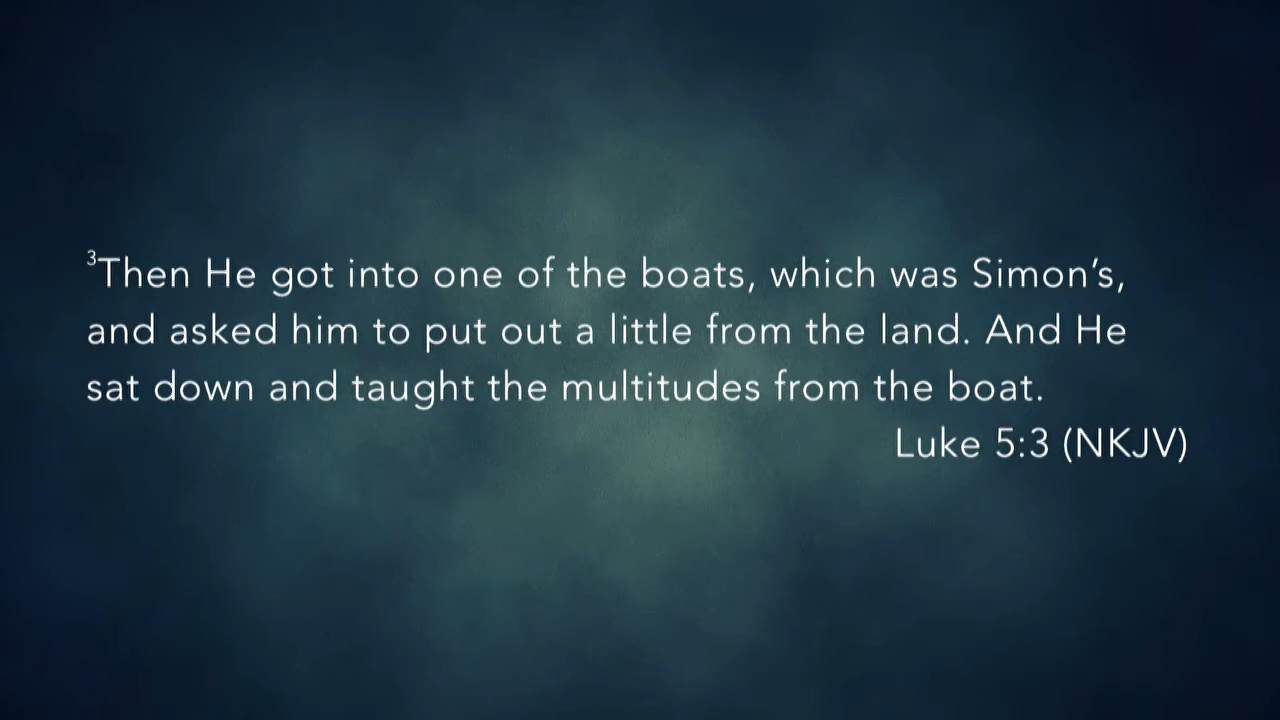 ³Then He got into one of the boats, which was Simon’s,
and asked him to put out a little from the land. And He
sat down and taught the multitudes from the boat.
Luke 5:3 (NKJV)